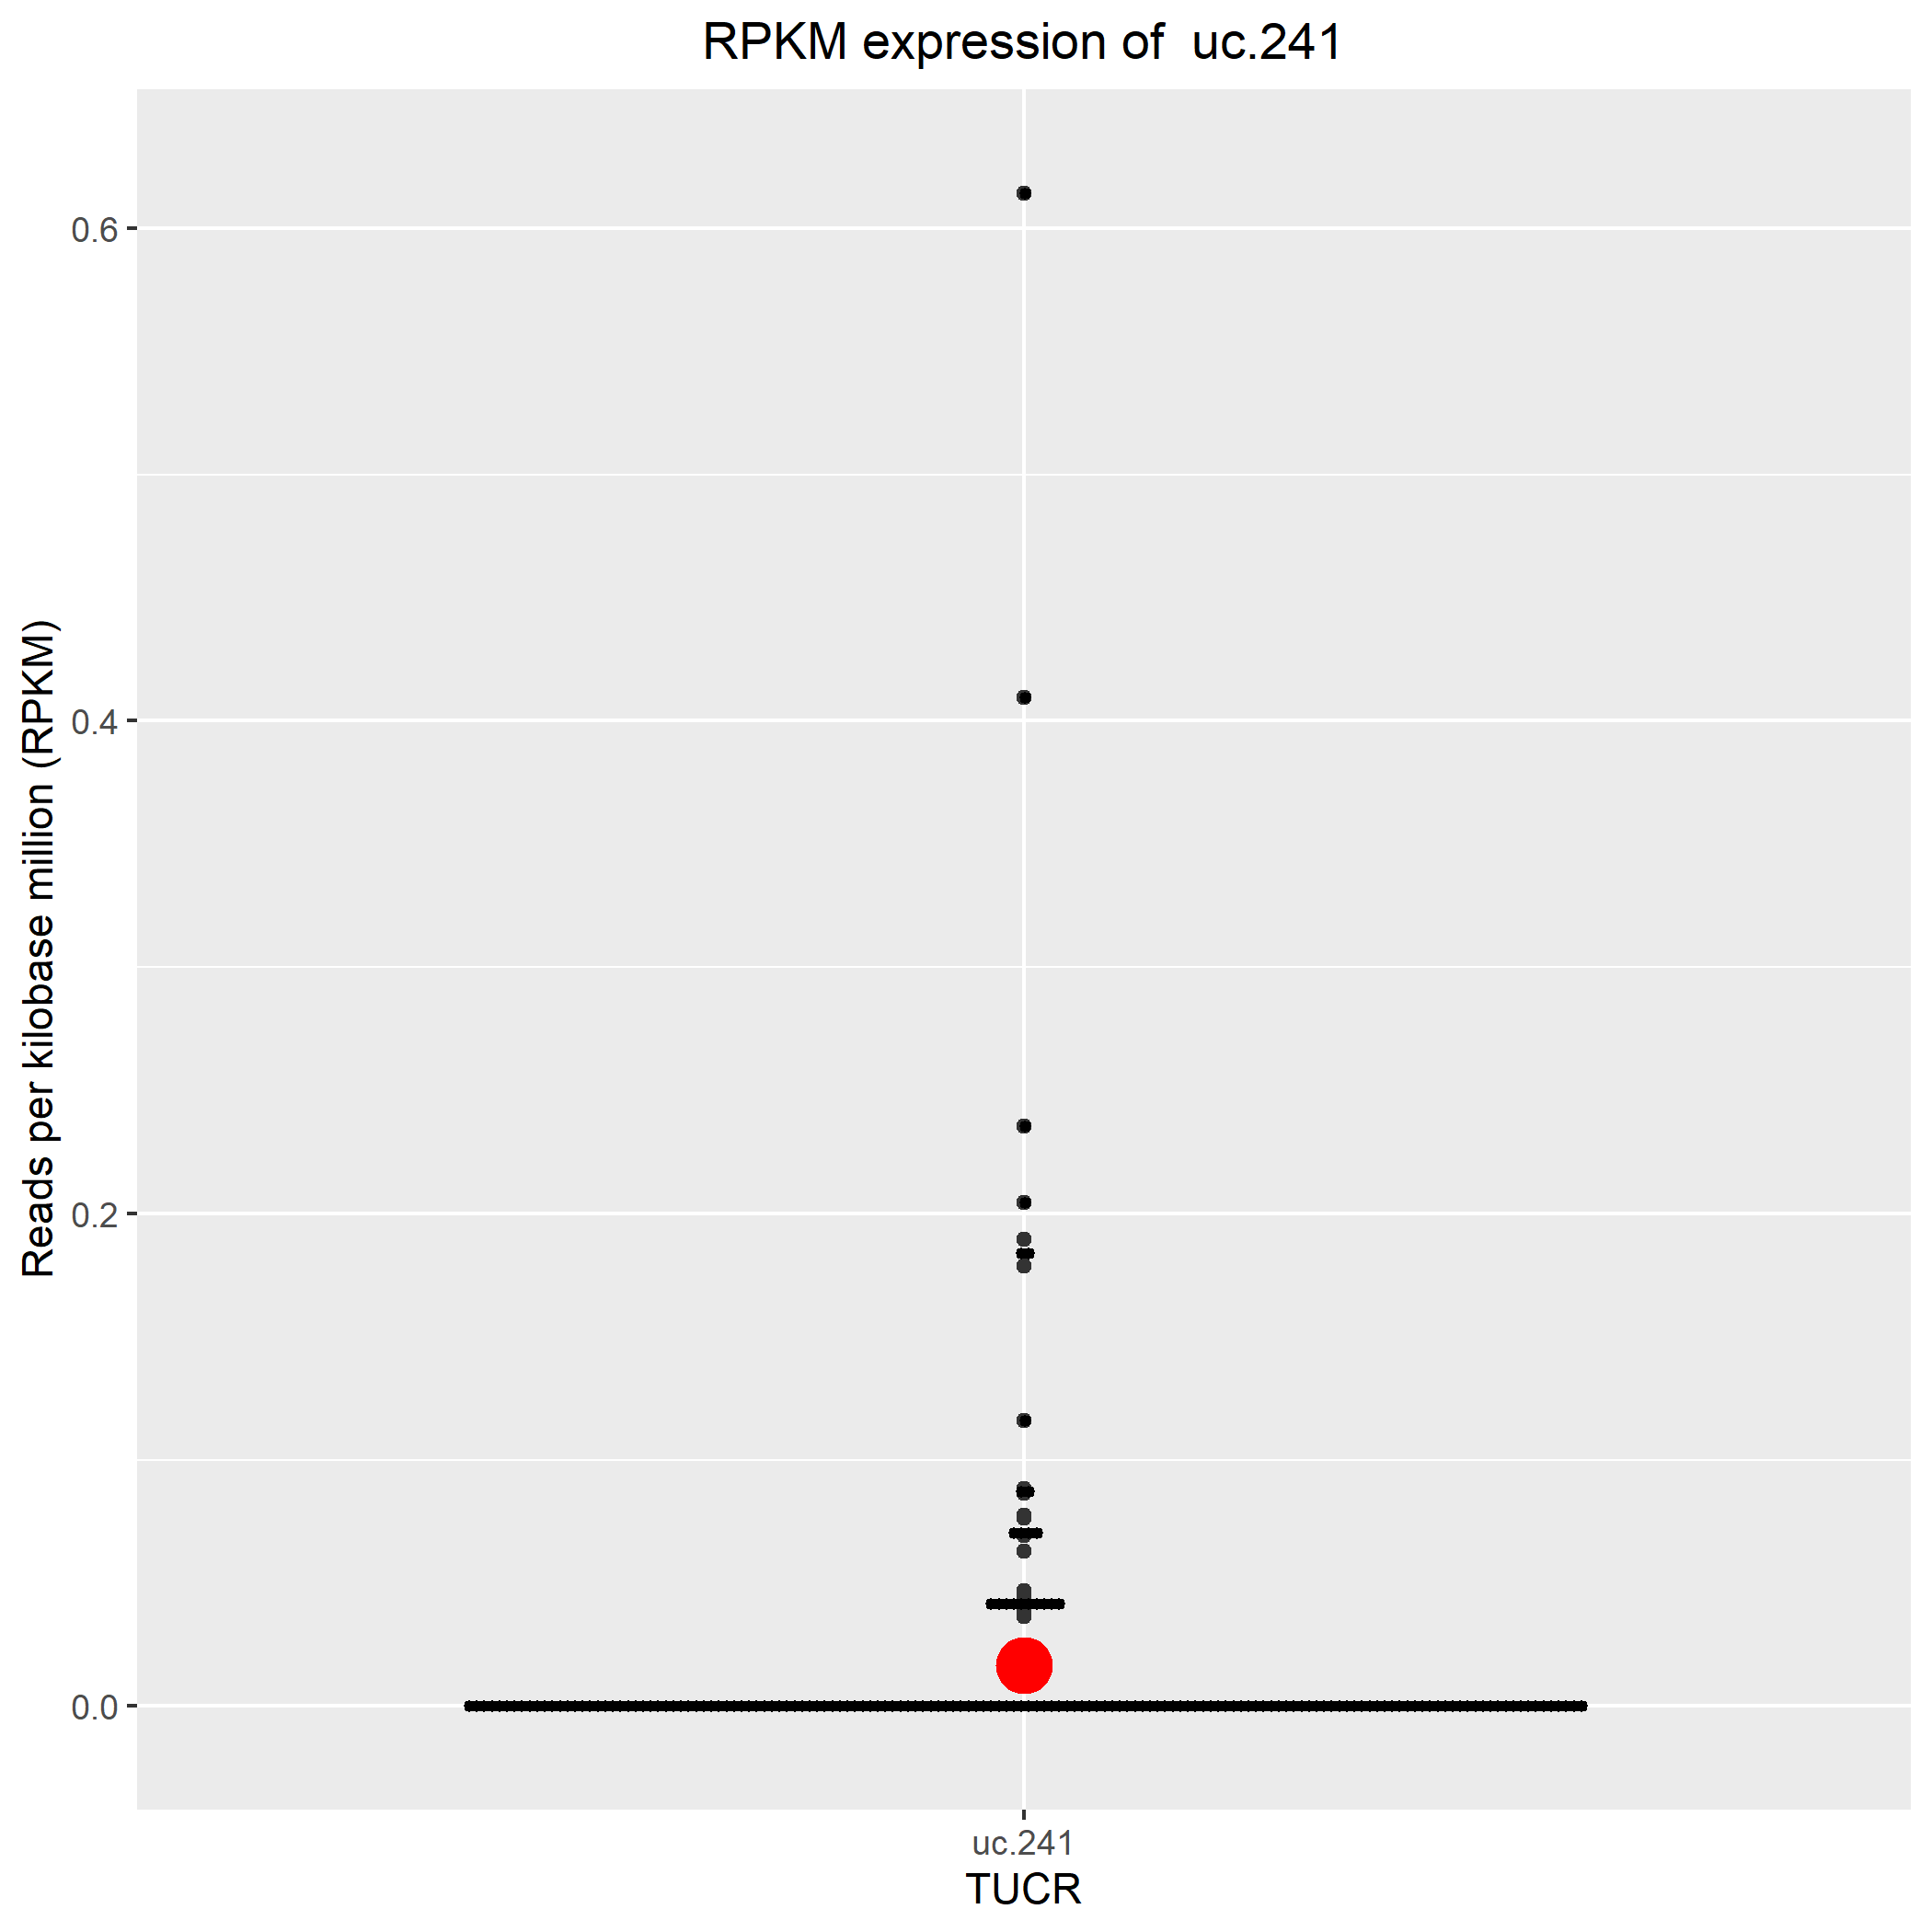 RPKM expression of  uc.241
Reads per kilobase million (RPKM)
0.6
0.4
0.2
0.0
uc.241
TUCR